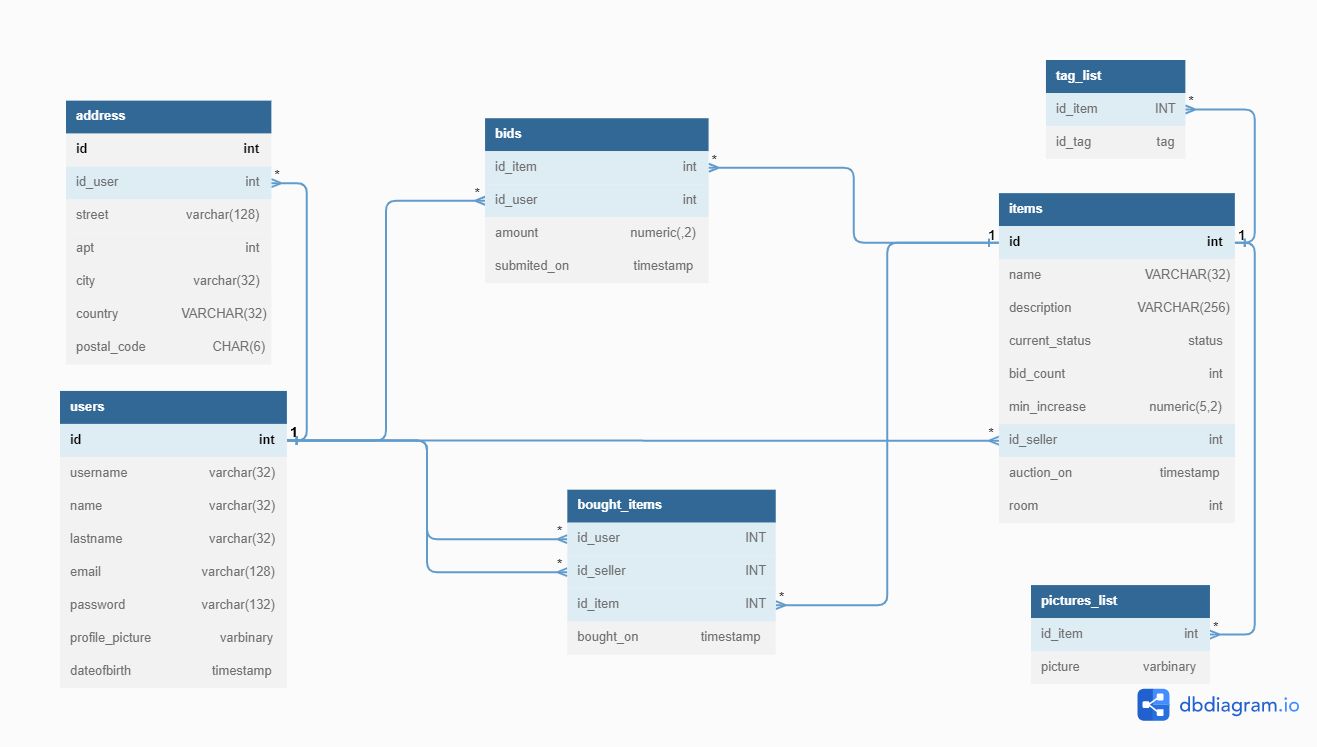 address
id int
id_user int
street varchar(128)
apt int
city varchar(32)
country VARCHAR(32)
postal_code CHAR(6)
*
users
id int
username varchar(32)
name varchar(32)
lastname varchar(32)
email varchar(128)
password varchar(132)
profile_picture varbinary
dateofbirth timestamp
1
bids
id_item int
id_user int
amount numeric(,2)
submited_on timestamp
*
*
bought_items
id_user INT
id_seller INT
id_item INT
bought_on timestamp
*
*
*
tag_list
id_item INT
id_tag tag
*
items
id int
name VARCHAR(32)
description VARCHAR(256)
current_status status
bid_count int
min_increase numeric(5,2)
id_seller int
auction_on timestamp
room int
1
1
*
pictures_list
id_item int
picture varbinary
*
dbdiagram.io